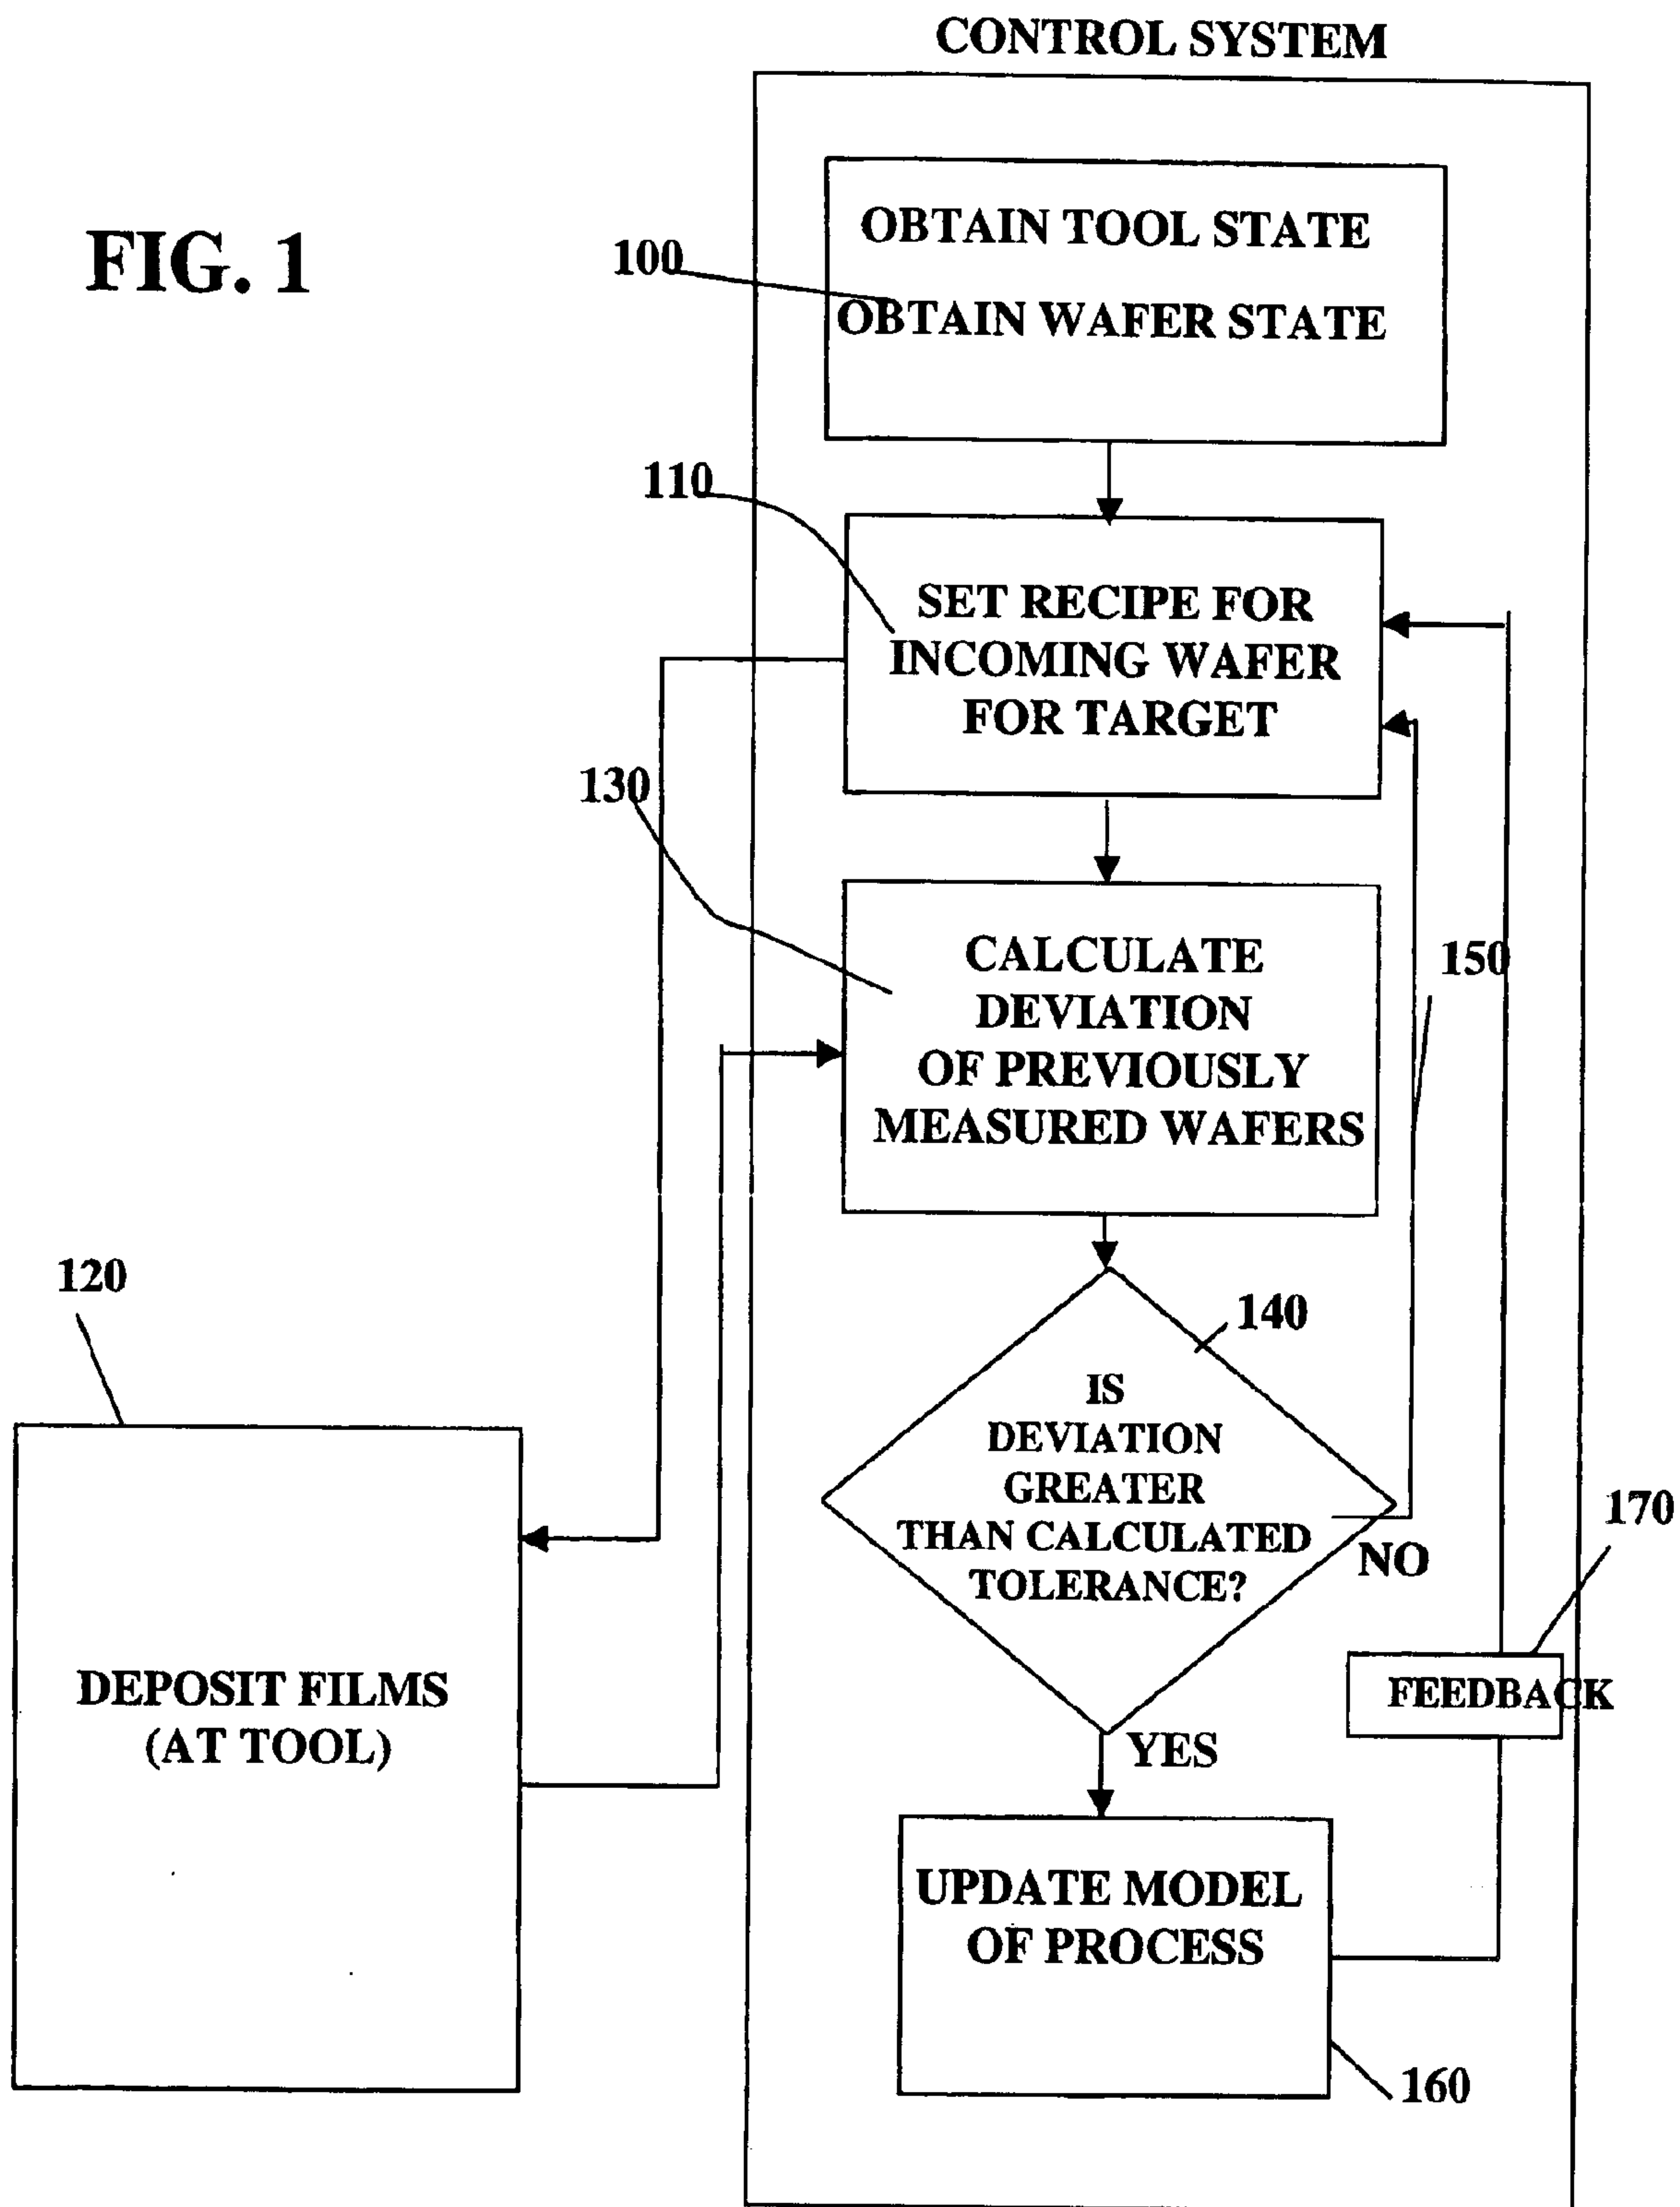 CONTROL SYSTEM
FIG. 1
100
OBTAIN TOOL STATE
OBTAIN WAFER STATE
110
SET RECIPE FOR
INCOMING WAFER
FOR TARGET
130
CALCULATE
DEVIATION
OF PREVIOUSLY
MEASURED WAFERS
150
120
140
IS
DEVIATION
GREATER
THAN CALCULATED
TOLERANCE?
NO
170
DEPOSIT FILMS
(AT TOOL)
FEEDBACK
YES
UPDATE MODEL
OF PROCESS
160